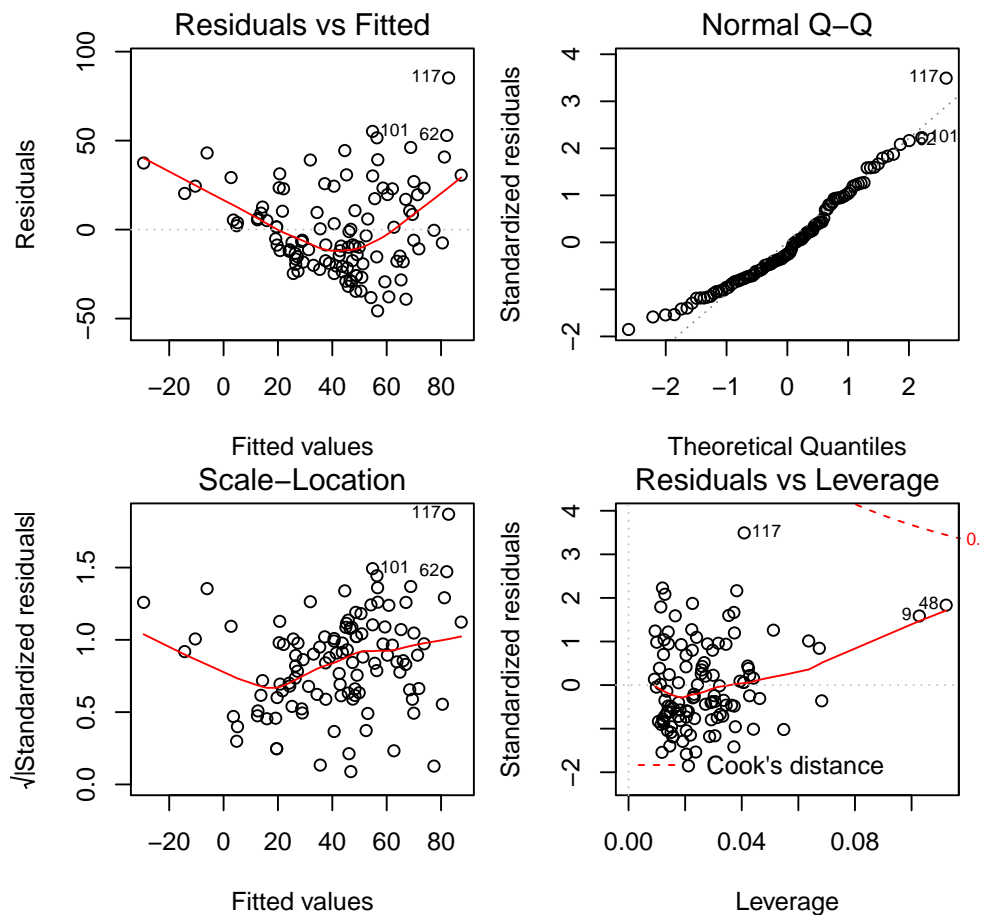 Residuals vs Fitted
Residuals
100
50
0
−50
117
101
62
−20 0 20 40 60 80
Fitted values
Normal Q−Q
Standardized residuals
4
3
2
1
0
−2
117
101
−2 −1 0 1 2
Theoretical Quantiles
Scale−Location
√|Standardized residuals|
1.5
1.0
0.5
0.0
117
101
62
−20 0 20 40 60 80
Fitted values
Residuals vs Leverage
Standardized residuals
4
3
2
1
0
−2
117
0.
48
9
Cook's distance
0.00 0.04 0.08
Leverage